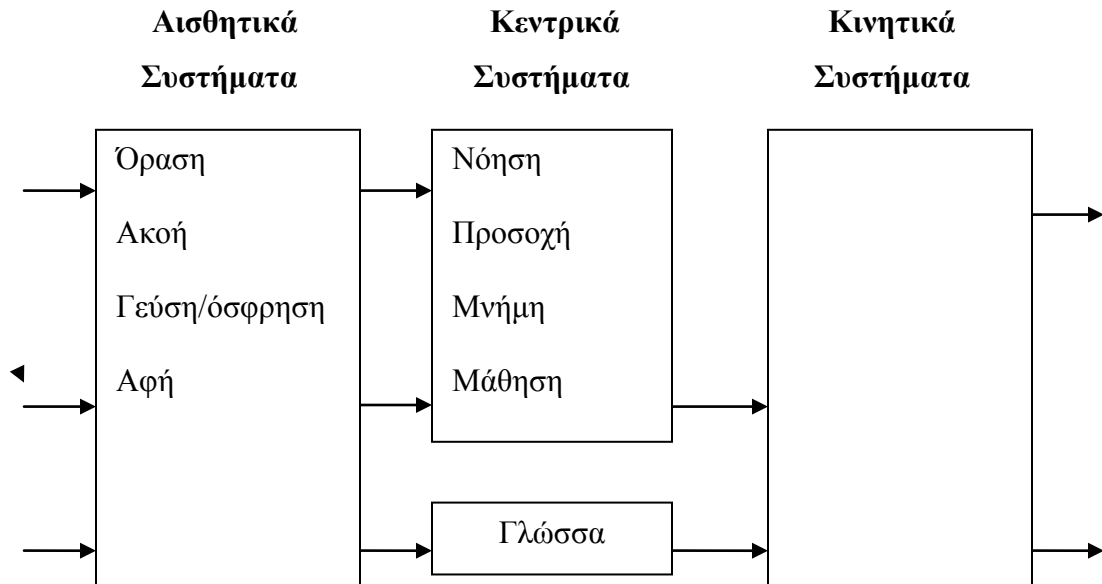 Αισθητικά
Συστήματα
Κεντρικά
Συστήματα
Κινητικά
Συστήματα
Όραση
Ακοή
Γεύση/όσφρηση
Αφή
Νόηση
Προσοχή
Μνήμη
Μάθηση
Γλώσσα